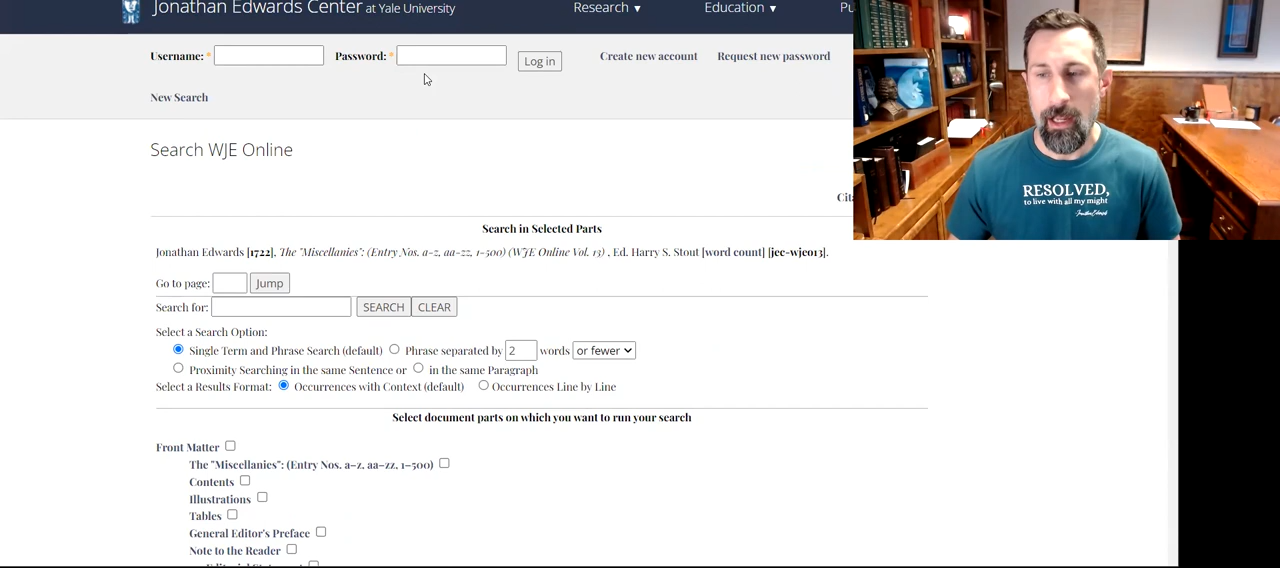 Jonathan Edwards Center at Yale University
Research ▼
Education ▼
Pu
Username: *
Password: *
Log in
Create new account
Request new password
New Search
Search WJE Online
Cita
Search in Selected Parts
Jonathan Edwards [1722], The "Miscellanies": (Entry Nos. a-z, aa-zz, 1-500) (WJE Online Vol. 13) , Ed. Harry S. Stout [word count] [jec-wjeo13].
Go to page:
Jump
Search for:
SEARCH
CLEAR
Select a Search Option:
Single Term and Phrase Search (default)
Phrase separated by 2 words or fewer
Proximity Searching in the same Sentence or
in the same Paragraph
Select a Results Format:
Occurrences with Context (default)
Occurrences Line by Line
Select document parts on which you want to run your search
Front Matter
The "Miscellanies": (Entry Nos. a-z, aa-zz, 1-500)
Contents
Illustrations
Tables
General Editor's Preface
Note to the Reader
RESOLVED,
to live with all my might